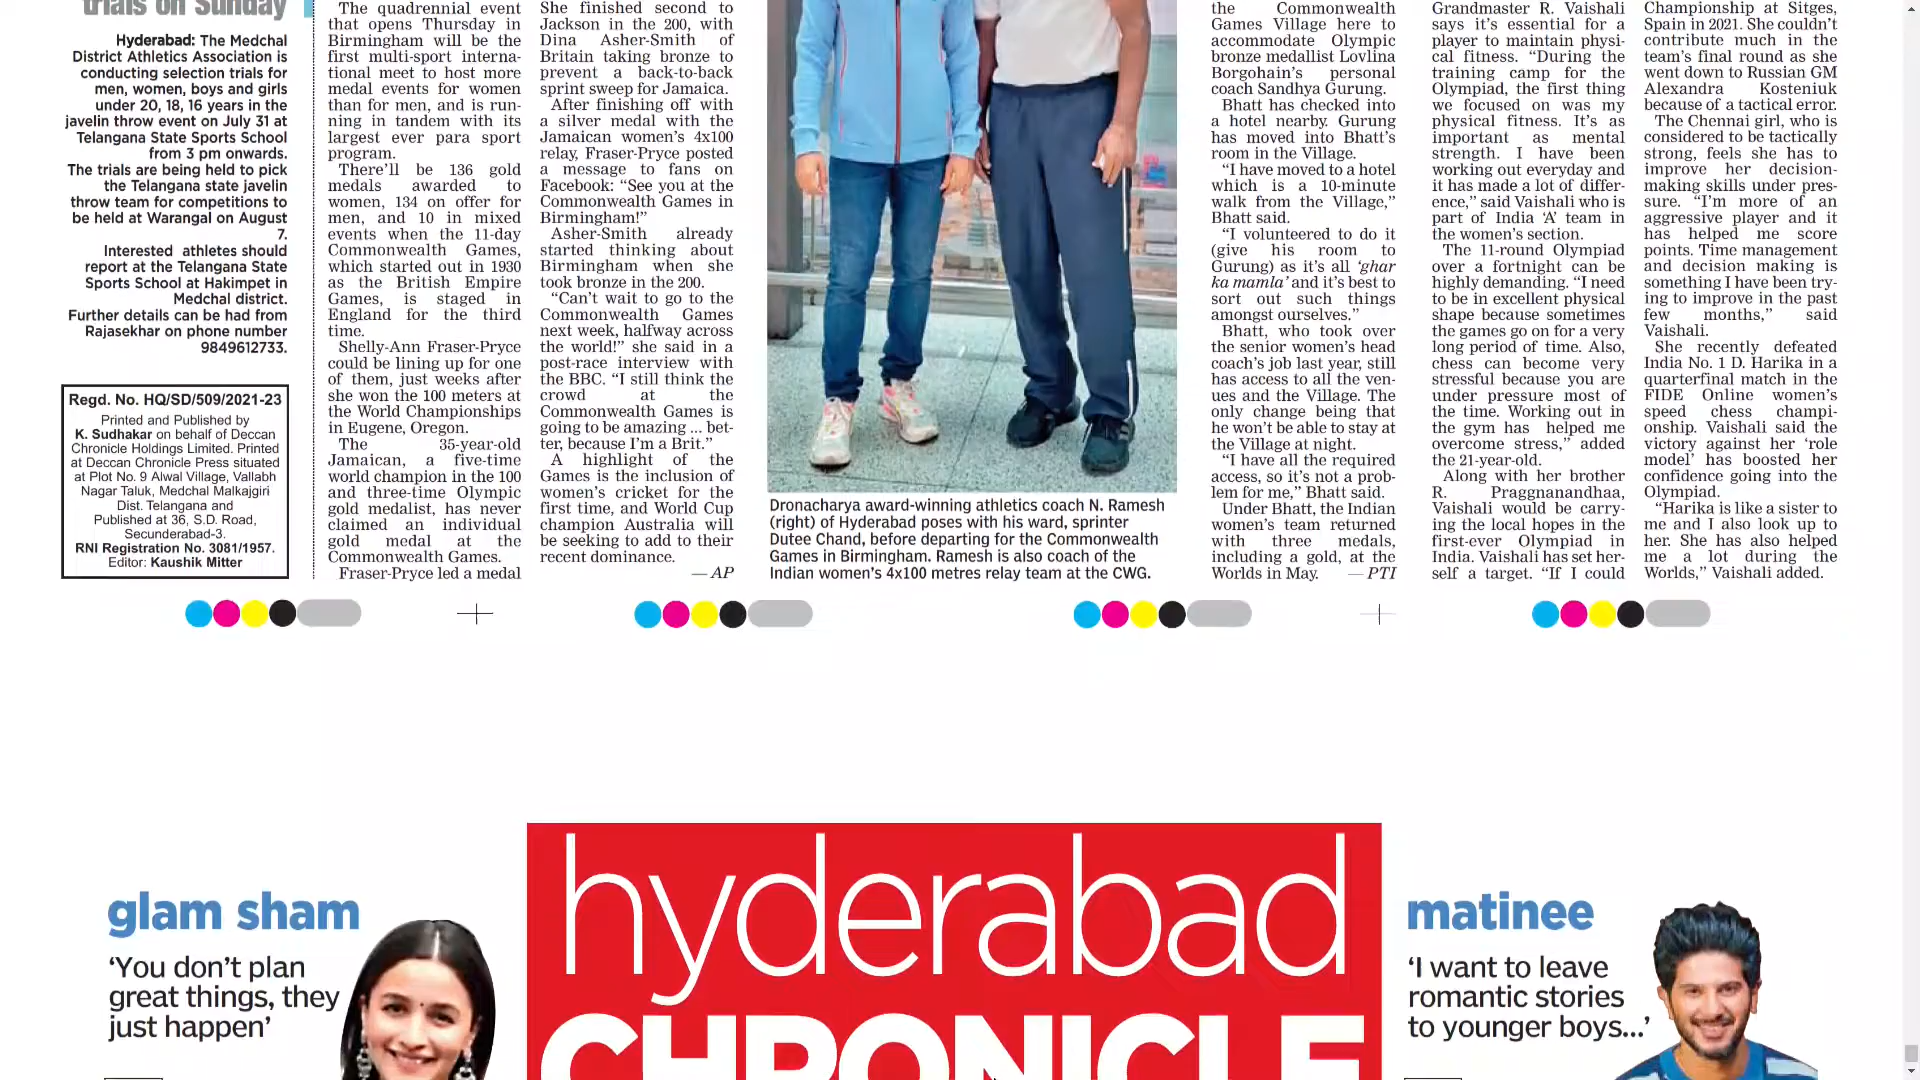 trials on Sunday
Hyderabad: The Medchal
District Athletics Association is
conducting selection trials for
men, women, boys and girls
under 20, 18, 16 years in the
javelin throw event on July 31 at
Telangana State Sports School
from 3 pm onwards.
The trials are being held to pick
the Telangana state javelin
throw team for competitions to
be held at Warangal on August
7.
Interested athletes should
report at the Telangana State
Sports School at Hakimpet in
Medchal district.
Further details can be had from
Rajasekhar on phone number
9849612733.
Regd. No. HQ/SD/509/2021-23
Printed and Published by
K. Sudhakar on behalf of Deccan
Chronicle Holdings Limited. Printed
at Deccan Chronicle Press situated
at Plot No. 9 Alwal Village, Vallabh
Nagar Taluk, Medchal Malkajgiri
Dist. Telangana and
Published at 36, S.D. Road,
Secunderabad-3.
RNI Registration No. 3081/1957.
Editor: Kaushik Mitter
The quadrennial event
that opens Thursday in
Birmingham will be the
first multi-sport interna-
tional meet to host more
medal events for women
than for men, and is run-
ning in tandem with its
largest ever para sport
program.
There’ll be 136 gold
medals awarded to
women, 134 on offer for
men, and 10 in mixed
events when the 11-day
Commonwealth Games,
which started out in 1930
as the British Empire
Games, is staged in
England for the third
time.
Shelly-Ann Fraser-Pryce
could be lining up for one
of them, just weeks after
she won the 100 meters at
the World Championships
in Eugene, Oregon.
The 35-year-old
Jamaican, a five-time
world champion in the 100
and three-time Olympic
gold medalist, has never
claimed an individual
gold medal at the
Commonwealth Games.
Fraser-Pryce led a medal
She finished second to
Jackson in the 200, with
Dina Asher-Smith of
Britain taking bronze to
prevent a back-to-back
sprint sweep for Jamaica.
After finishing off with
a silver medal with the
Jamaican women’s 4x100
relay, Fraser-Pryce posted
a message to fans on
Facebook: “See you at the
Commonwealth Games in
Birmingham!”
Asher-Smith already
started thinking about
Birmingham when she
took bronze in the 200.
“Can’t wait to go to the
Commonwealth Games
next week, halfway across
the world!” she said in a
post-race interview with
the BBC. “I still think the
crowd at the
Commonwealth Games is
going to be amazing ... bet-
ter, because I’m a Brit.”
A highlight of the
Games is the inclusion of
women’s cricket for the
first time, and World Cup
champion Australia will
be seeking to add to their
recent dominance.
— AP
Dronacharya award-winning athletics coach N. Ramesh
(right) of Hyderabad poses with his ward, sprinter
Dutee Chand, before departing for the Commonwealth
Games in Birmingham. Ramesh is also coach of the
Indian women’s 4x100 metres relay team at the CWG.
the Commonwealth
Games Village here to
accommodate Olympic
bronze medallist Lovlina
Borgohain’s personal
coach Sandhya Gurung.
Bhatt has checked into
a hotel nearby. Gurung
has moved into Bhatt’s
room in the Village.
“I have moved to a hotel
which is a 10-minute
walk from the Village,”
Bhatt said.
“I volunteered to do it
(give his room to
Gurung) as it’s all ‘ghar
ka mamla’ and it’s best to
sort out such things
amongst ourselves.”
Bhatt, who took over
the senior women’s head
coach’s job last year, still
has access to all the ven-
ues and the Village. The
only change being that
he won’t be able to stay at
the Village at night.
“I have all the required
access, so it’s not a prob-
lem for me,” Bhatt said.
Under Bhatt, the Indian
women’s team returned
with three medals,
including a gold, at the
Worlds in May. — PTI
Grandmaster R. Vaishali
says it’s essential for a
player to maintain physi-
cal fitness. “During the
training camp for the
Olympiad, the first thing
we focused on was my
physical fitness. It’s as
important as mental
strength. I have been
working out everyday and
it has made a lot of differ-
ence,” said Vaishali who is
part of India ‘A’ team in
the women’s section.
The 11-round Olympiad
over a fortnight can be
highly demanding. “I need
to be in excellent physical
shape because sometimes
the games go on for a very
long period of time. Also,
chess can become very
stressful because you are
under pressure most of
the time. Working out in
the gym has helped me
overcome stress,” added
the 21-year-old.
Along with her brother
R. Praggnanandhaa,
Vaishali would be carry-
ing the local hopes in the
first-ever Olympiad in
India. Vaishali has set her-
self a target. “If I could
Championship at Sitges,
Spain in 2021. She couldn’t
contribute much in the
team’s final round as she
went down to Russian GM
Alexandra Kosteniuk
because of a tactical error.
The Chennai girl, who is
considered to be tactically
strong, feels she has to
improve her decision-
making skills under pres-
sure. “I’m more of an
aggressive player and it
has helped me score
points. Time management
and decision making is
something I have been try-
ing to improve in the past
few months,” said
Vaishali.
She recently defeated
India No. 1 D. Harika in a
quarterfinal match in the
FIDE Online women’s
speed chess champi-
onship. Vaishali said the
victory against her ‘role
model’ has boosted her
confidence going into the
Olympiad.
“Harika is like a sister to
me and I also look up to
her. She has also helped
me a lot during the
Worlds,” Vaishali added.
glam sham
‘You don’t plan
great things, they
just happen’
hyderabad
CHRONICLE
matinee
‘I want to leave
romantic stories
to younger boys...’